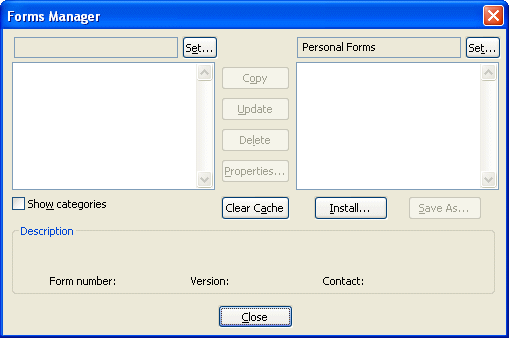 Forms Manager
Set...
Personal Forms
Set...
Copy
Update
Delete
Properties...
Show categories
Clear Cache
Install...
Save As...
Description
Form number:
Version:
Contact:
Close